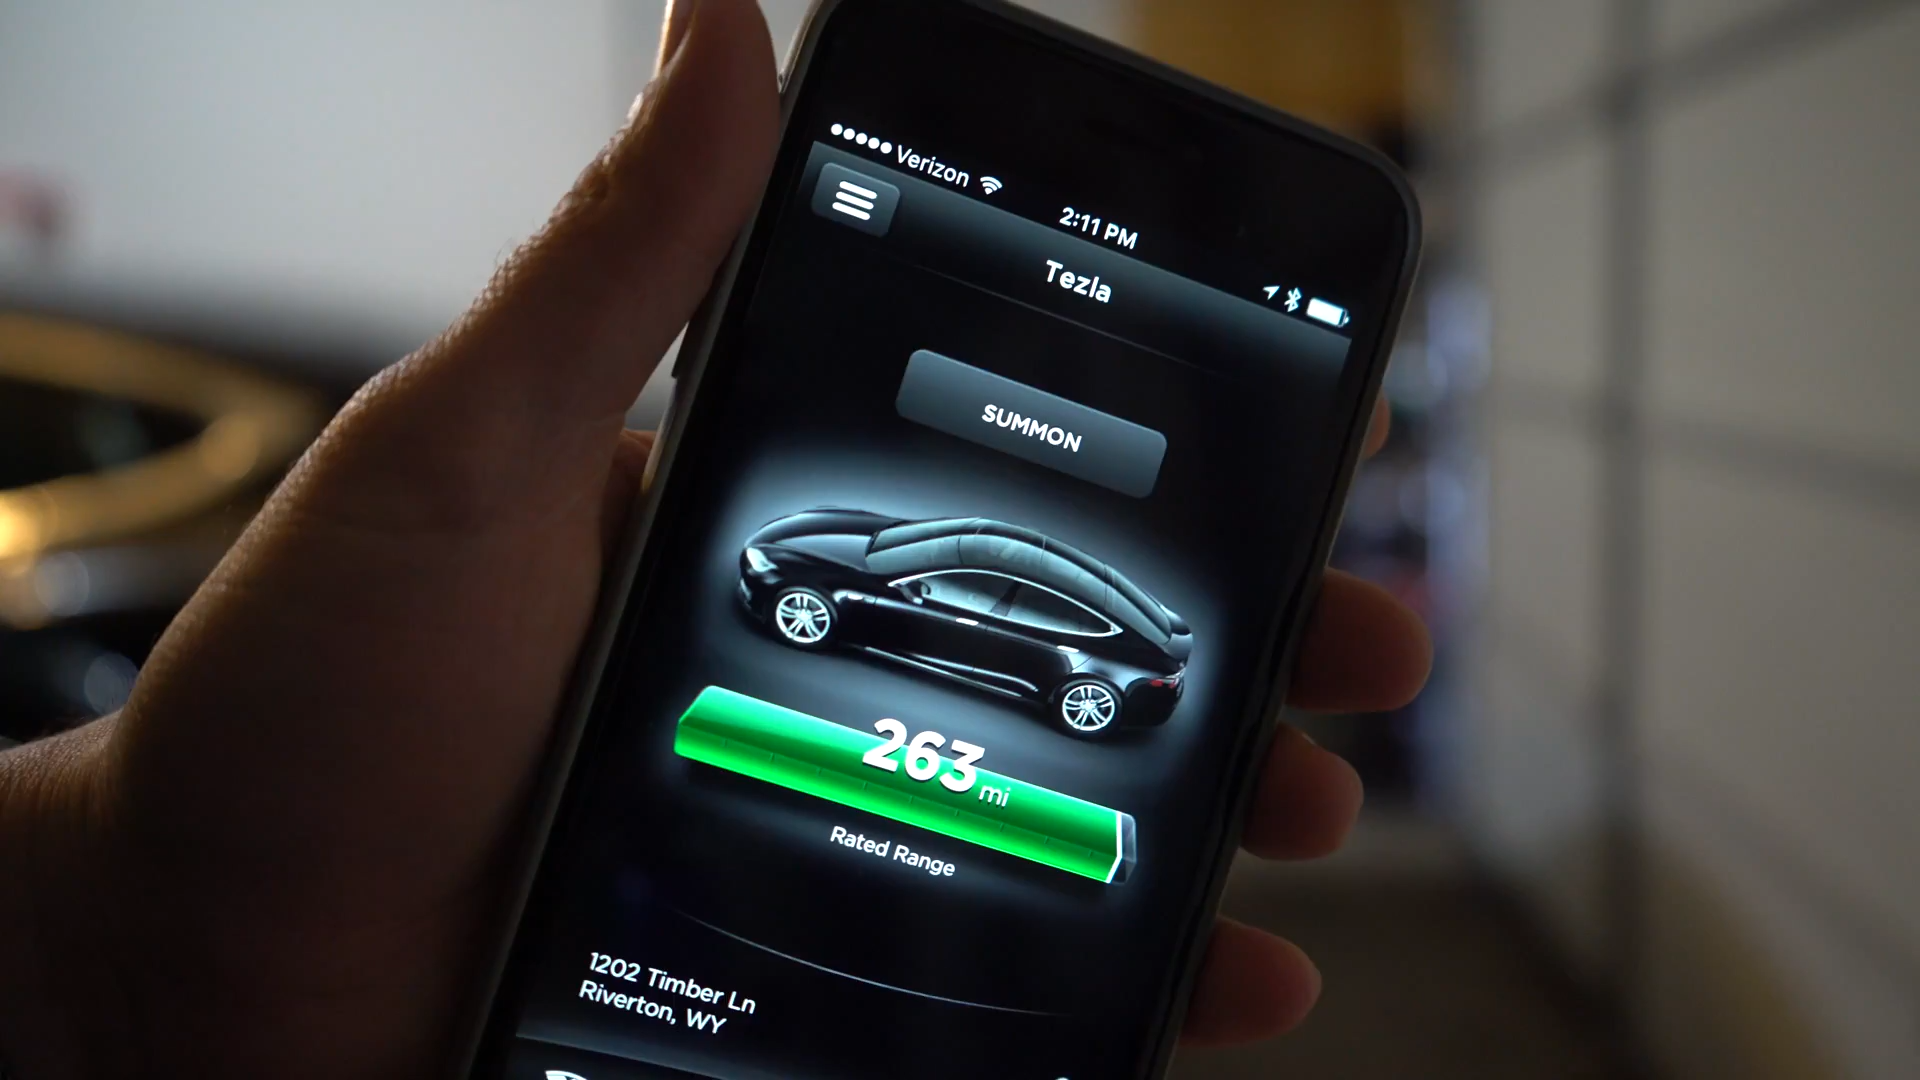 Verizon
2:11 PM
Tezla
SUMMON
263 mi
Rated Range
1202 Timber Ln
Riverton, WY